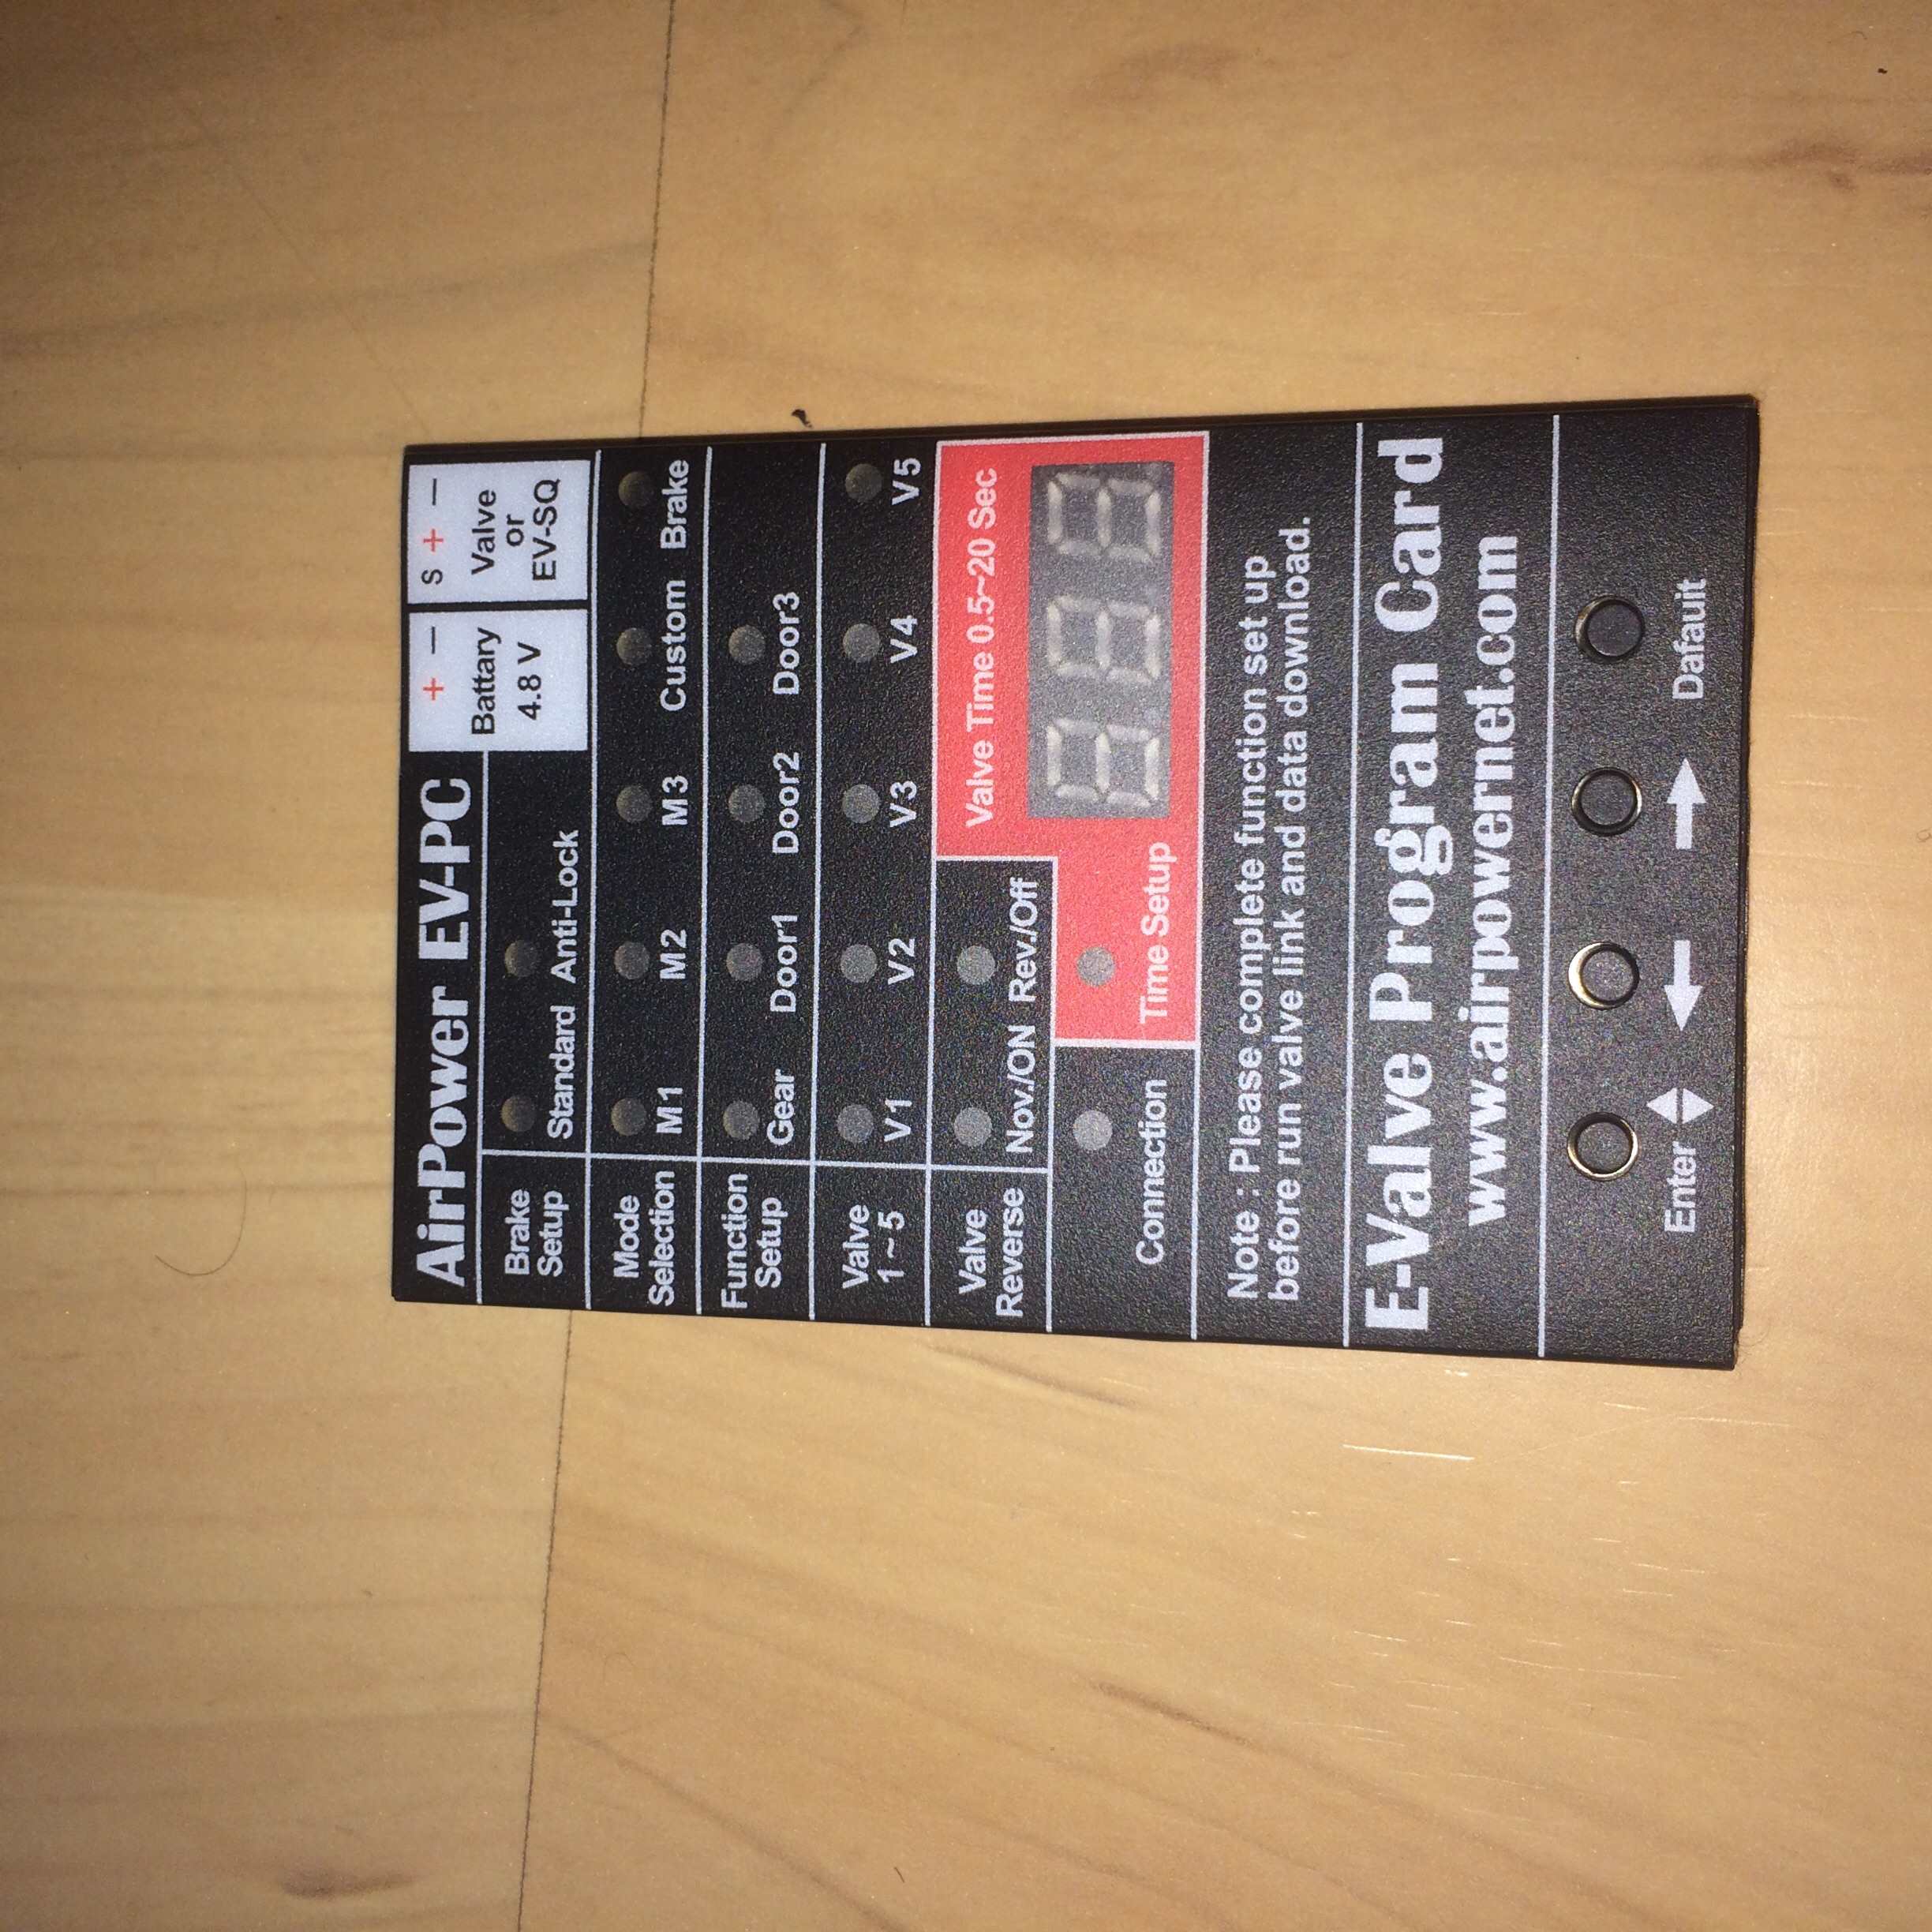 AirPower EV-PC
+ −
Battary
4.8 V
S + −
Valve
or
EV-SQ
Brake
Setup
Standard Anti-Lock
Mode
Selection
M1 M2 M3 Custom Brake
Function
Setup
Gear Door1 Door2 Door3
Valve
1 ~ 5
V1 V2 V3 V4 V5
Valve
Reverse
Nov./ON Rev./Off
Valve Time 0.5~20 Sec
Connection
Time Setup
Note : Please complete function set up
before run valve link and data download.
E-Valve Program Card
www.airpowernet.com
Enter
Dafauit